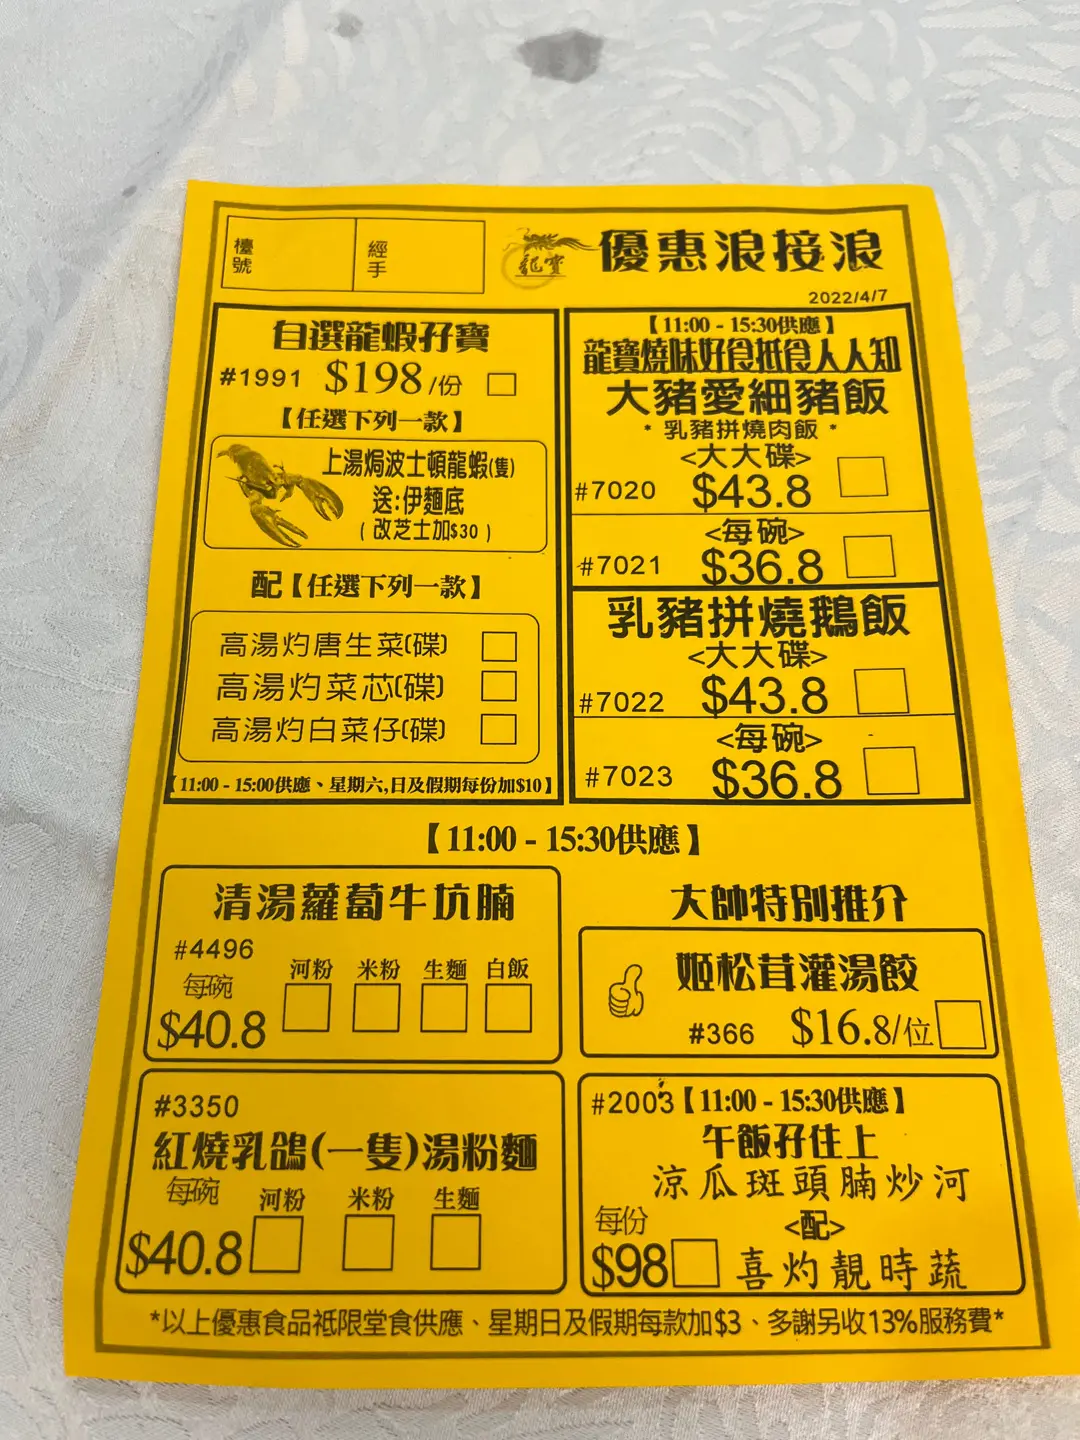 檯號
經手
龍寶
優惠浪接浪
2022/4/7
自選龍蝦孖寶
#1991 $198/份
【任選下列一款】
上湯焗波士頓龍蝦(隻)
送:伊麵底
(改芝士加$30)
配【任選下列一款】
高湯灼唐生菜(碟)
高湯灼菜芯(碟)
高湯灼白菜仔(碟)
【11:00 - 15:00供應、星期六,日及假期每份加$10】
【11:00 - 15:30供應】
龍寶燒味好食抵食人人知
大豬愛細豬飯
*乳豬拼燒肉飯*
<大大碟>
#7020 $43.8
<每碗>
#7021 $36.8
乳豬拼燒鵝飯
<大大碟>
#7022 $43.8
<每碗>
#7023 $36.8
【11:00 - 15:30供應】
清湯蘿蔔牛坑腩
#4496
每碗 河粉 米粉 生麵 白飯
$40.8
大帥特別推介
姬松茸灌湯餃
#366 $16.8/位
#3350
紅燒乳鴿(一隻)湯粉麵
每碗 河粉 米粉 生麵
$40.8
#2003【11:00 - 15:30供應】
午飯孖住上
涼瓜斑頭腩炒河
每份 <配>
$98 喜灼靚時蔬
*以上優惠食品祗限堂食供應、星期日及假期每款加$3、多謝另收13%服務費*